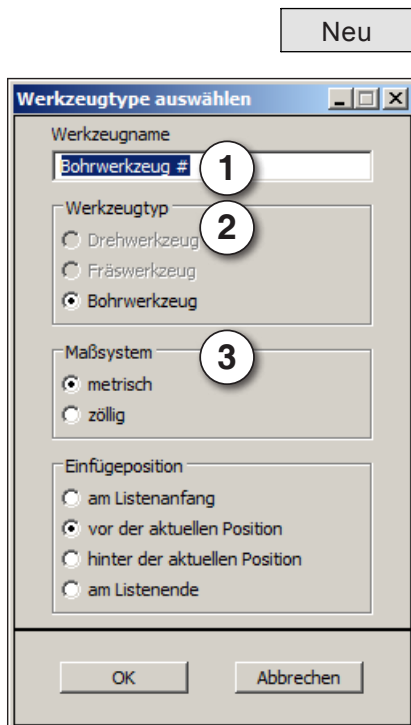 Neu
Werkzeugtype auswählen
Werkzeugname
Bohrwerkzeug #
1
Werkzeugtyp
2
Drehwerkzeug
Fräswerkzeug
Bohrwerkzeug
Maßsystem
3
metrisch
zöllig
Einfügeposition
am Listenanfang
vor der aktuellen Position
hinter der aktuellen Position
am Listenende
OK Abbrechen